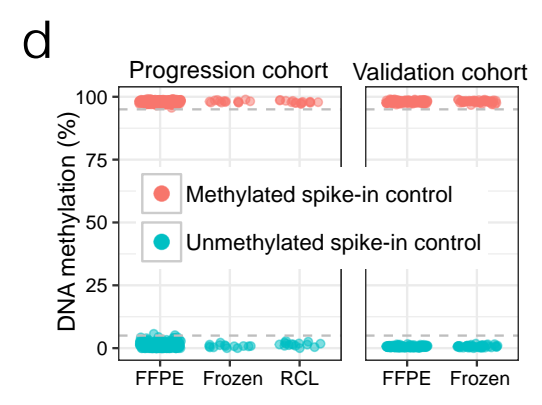 d
Progression cohort
Validation cohort
DNA methylation (%)
100
75
50
25
0
Methylated spike-in control
Unmethylated spike-in control
FFPE
Frozen
RCL
FFPE
Frozen